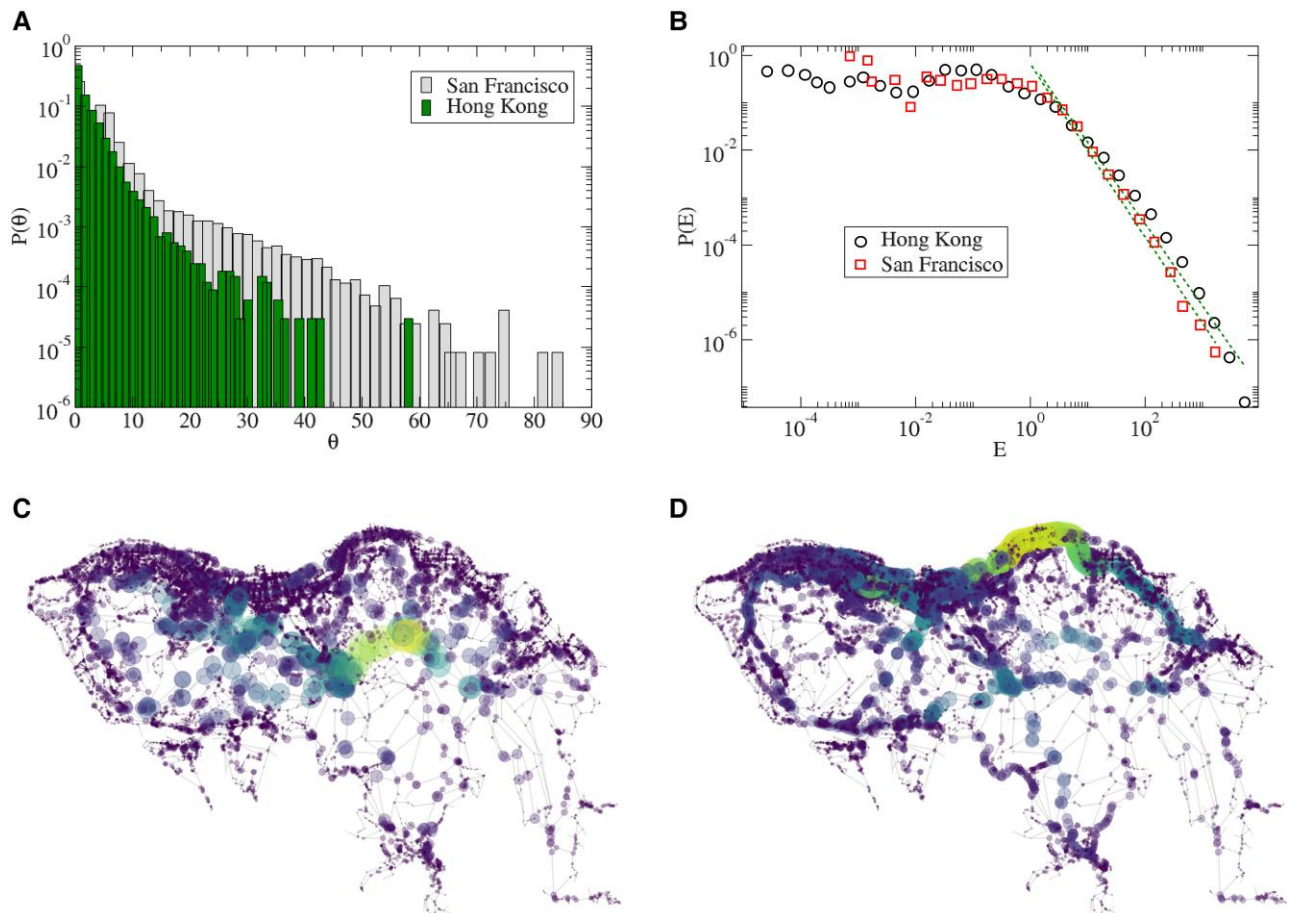 A
10^0
10^-1
10^-2
10^-3
10^-4
10^-5
10^-6
P(θ)
San Francisco
Hong Kong
0 10 20 30 40 50 60 70 80 90
θ
B
10^0
10^-2
10^-4
10^-6
P(E)
Hong Kong
San Francisco
10^-4 10^-2 10^0 10^2
E
C
D